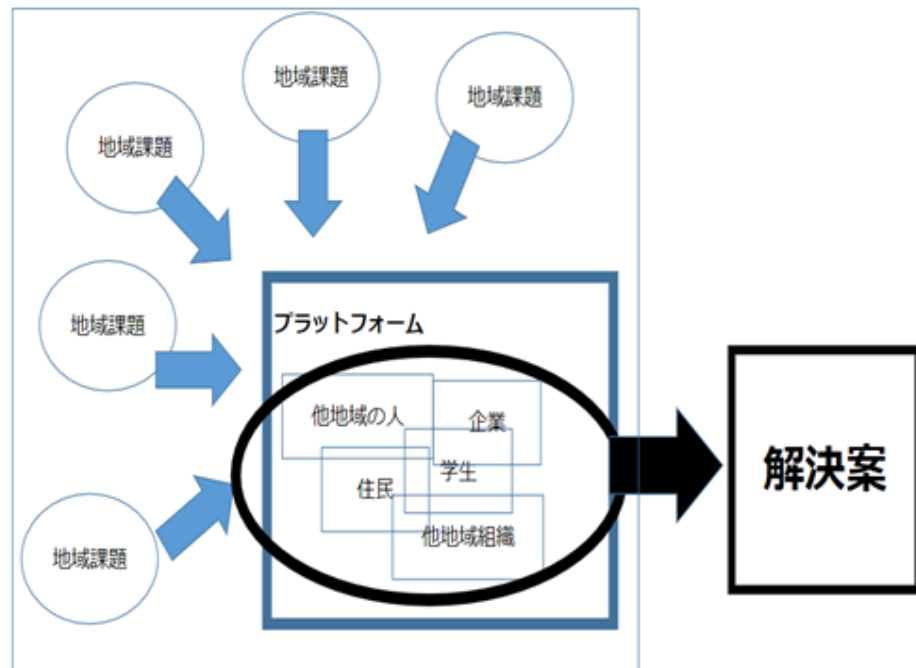 地域課題
地域課題
地域課題
地域課題
プラットフォーム
他地域の人
企業
学生
住民
他地域組織
地域課題
解決案